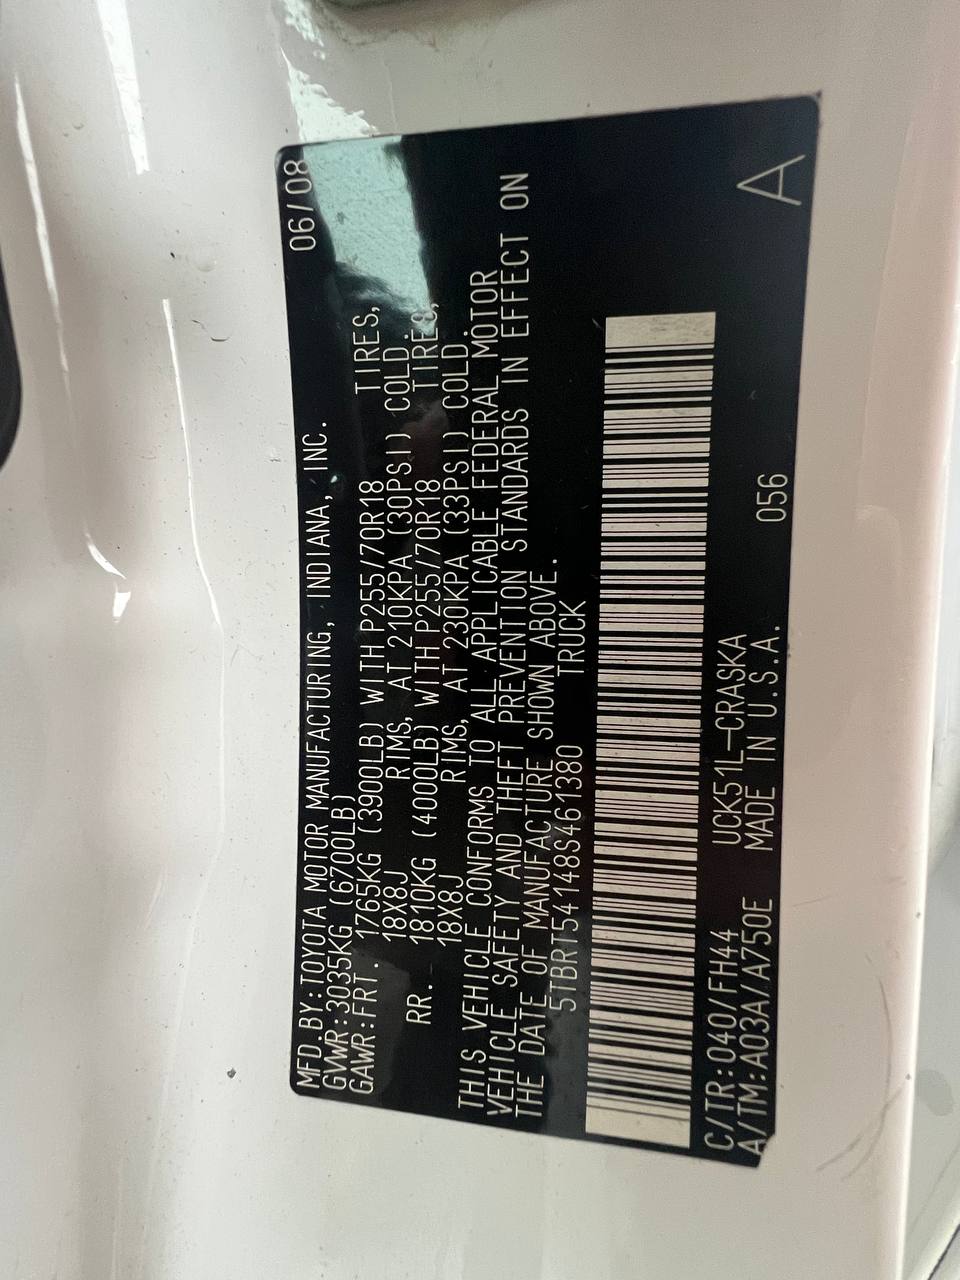 MFD.BY:TOYOTA MOTOR MANUFACTURING, INDIANA, INC. 06/08
GVWR:3035KG (6700LB)
GAWR:FRT. 1765KG (3900LB) WITH P255/70R18 TIRES,
18X8J RIMS, AT 210KPA (30PSI) COLD.
RR. 1810KG (4000LB) WITH P255/70R18 TIRES,
18X8J RIMS, AT 230KPA (33PSI) COLD.
THIS VEHICLE CONFORMS TO ALL APPLICABLE FEDERAL MOTOR
VEHICLE SAFETY AND THEFT PREVENTION STANDARDS IN EFFECT ON
THE DATE OF MANUFACTURE SHOWN ABOVE.
5TBRT54148S461380 TRUCK
C/TR:040/FH44 UCK51L-CRASKA
A/TM:A03A/A750E MADE IN U.S.A. 056 A